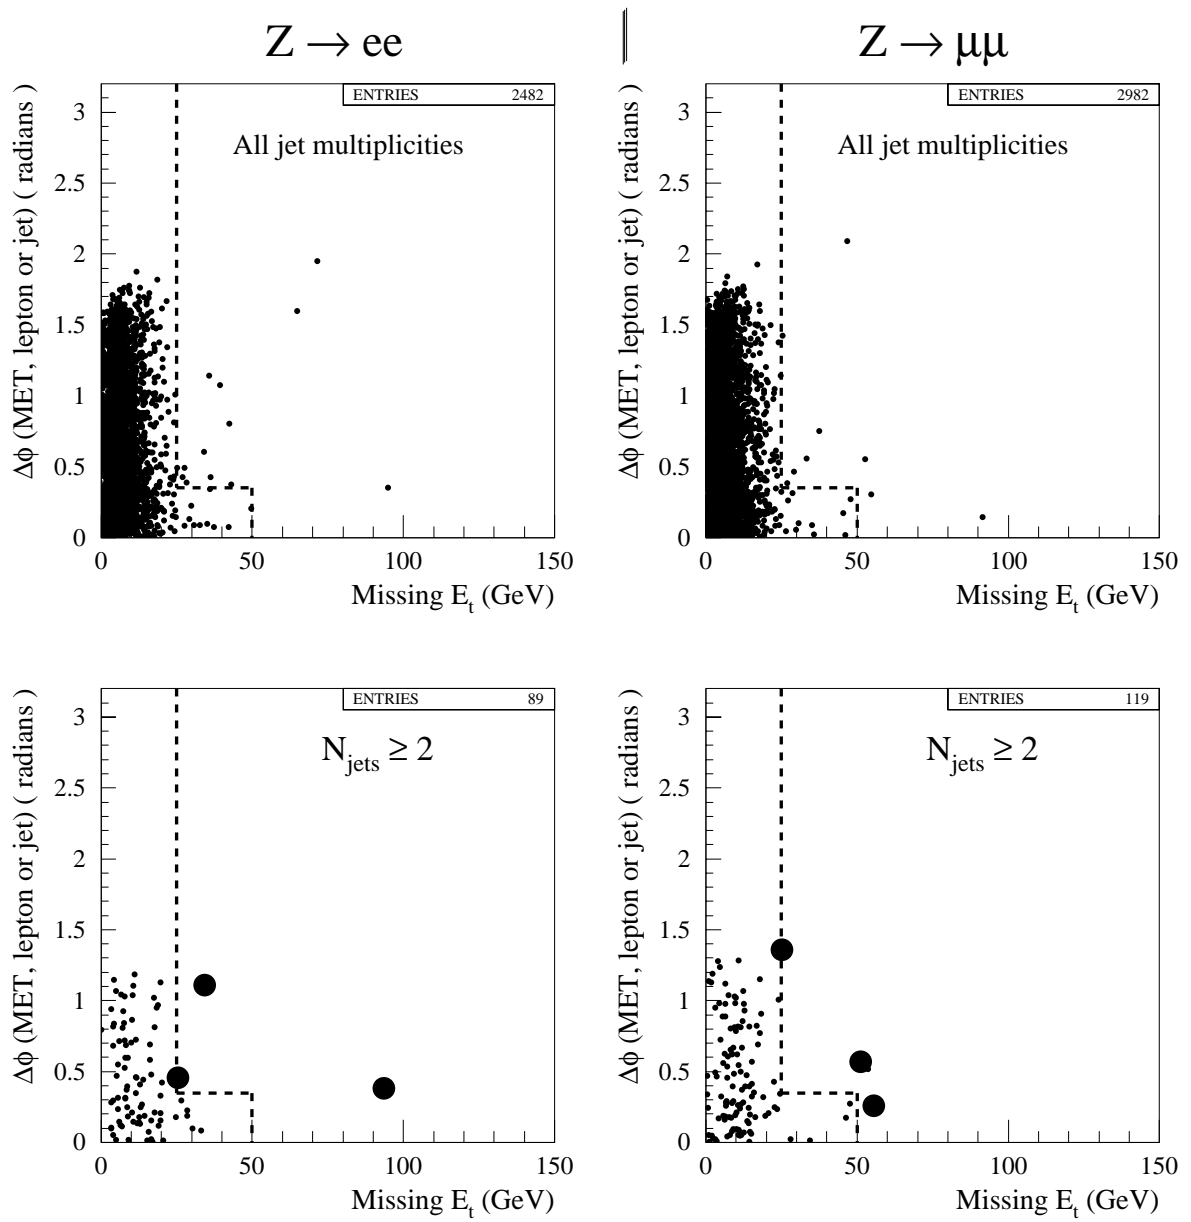 Z → ee
Z → μμ
ENTRIES 2482
All jet multiplicities
Δϕ (MET, lepton or jet) ( radians )
3
2.5
2
1.5
1
0.5
0
0 50 100 150
Missing E_t (GeV)
ENTRIES 2982
All jet multiplicities
Δϕ (MET, lepton or jet) ( radians )
3
2.5
2
1.5
1
0.5
0
0 50 100 150
Missing E_t (GeV)
ENTRIES 89
N_jets ≥ 2
Δϕ (MET, lepton or jet) ( radians )
3
2.5
2
1.5
1
0.5
0
0 50 100 150
Missing E_t (GeV)
ENTRIES 119
N_jets ≥ 2
Δϕ (MET, lepton or jet) ( radians )
3
2.5
2
1.5
1
0.5
0
0 50 100 150
Missing E_t (GeV)